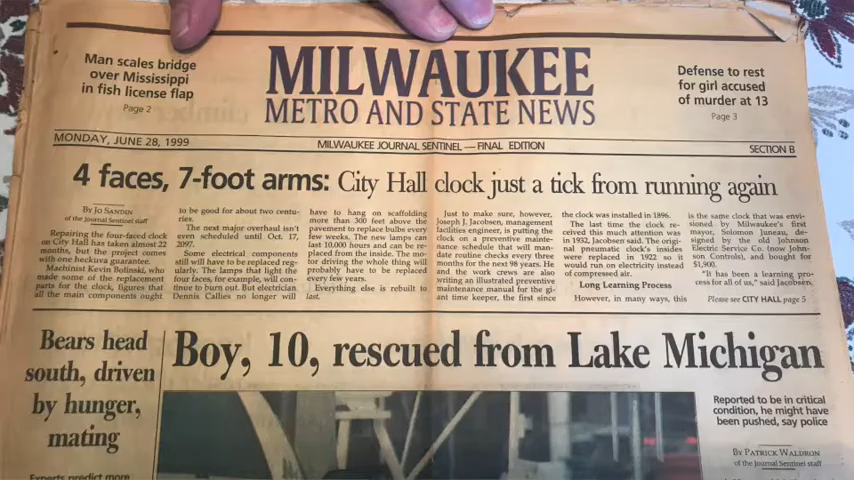 Man scales bridge
over Mississippi
in fish license flap
Page 2
MILWAUKEE
METRO AND STATE NEWS
Defense to rest
for girl accused
of murder at 13
Page 3
MONDAY, JUNE 28, 1999
MILWAUKEE JOURNAL SENTINEL — FINAL EDITION
SECTION B
4 faces, 7-foot arms: City Hall clock just a tick from running again
BY JO SANDIN
of the Journal Sentinel staff
Repairing the four-faced clock
on City Hall has taken almost 22
months, but the project comes
with one heckuva guarantee.
Machinist Kevin Bolinski, who
made some of the replacement
parts for the clock, figures that
all the main components ought
to be good for about two centu-
ries.
The next major overhaul isn't
even scheduled until Oct. 17,
2097.
Some electrical components
still will have to be replaced reg-
ularly. The lamps that light the
four faces, for example, will con-
tinue to burn out. But electrician
Dennis Callies no longer will
have to hang on scaffolding
more than 300 feet above the
pavement to replace bulbs every
few weeks. The new lamps can
last 10,000 hours and can be re-
placed from the inside. The mo-
tor driving the whole thing will
probably have to be replaced
every few years.
Everything else is rebuilt to
last.
Just to make sure, however,
Joseph J. Jacobsen, management
facilities engineer, is putting the
clock on a preventive mainte-
nance schedule that will man-
date routine checks every three
months for the next 98 years. He
and the work crews are also
writing an illustrated preventive
maintenance manual for the gi-
ant time keeper, the first since
the clock was installed in 1896.
The last time the clock re-
ceived this much attention was
in 1932, Jacobsen said. The origi-
nal pneumatic clock's insides
were replaced in 1922 so it
would run on electricity instead
of compressed air.
Long Learning Process
However, in many ways, this
is the same clock that was envi-
sioned by Milwaukee's first
mayor, Solomon Juneau, de-
signed by the old Johnson
Electric Service Co. (now John-
son Controls), and bought for
$1,900.
"It has been a learning pro-
cess for all of us," said Jacobsen,
Please see CITY HALL page 5
Bears head
south, driven
by hunger,
mating
Experts predict more
Boy, 10, rescued from Lake Michigan
Reported to be in critical
condition, he might have
been pushed, say police
BY PATRICK WALDRON
of the Journal Sentinel staff